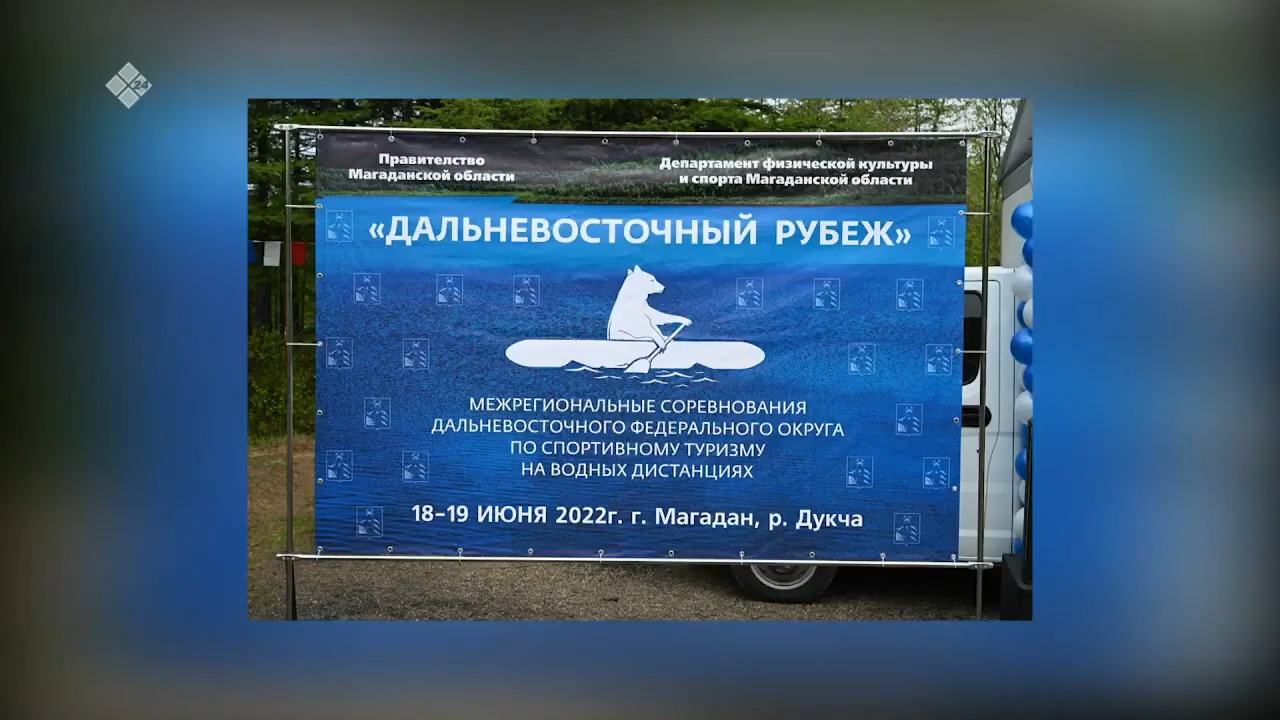 24
Правительство
Магаданской области
Департамент физической культуры
и спорта Магаданской области
«ДАЛЬНЕВОСТОЧНЫЙ РУБЕЖ»
МЕЖРЕГИОНАЛЬНЫЕ СОРЕВНОВАНИЯ
ДАЛЬНЕВОСТОЧНОГО ФЕДЕРАЛЬНОГО ОКРУГА
ПО СПОРТИВНОМУ ТУРИЗМУ
НА ВОДНЫХ ДИСТАНЦИЯХ
18-19 ИЮНЯ 2022г. г. Магадан, р. Дукча